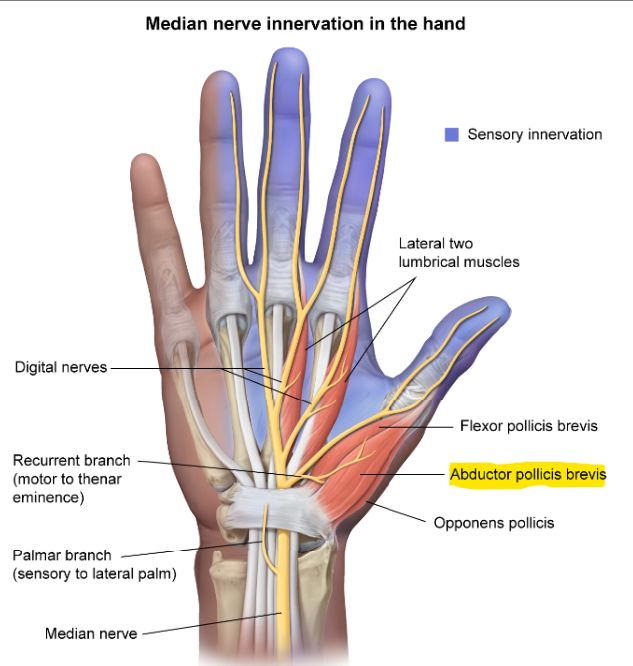 Median nerve innervation in the hand
Sensory innervation
Lateral two
lumbrical muscles
Digital nerves
Flexor pollicis brevis
Recurrent branch
(motor to thenar
eminence)
Abductor pollicis brevis
Opponens pollicis
Palmar branch
(sensory to lateral palm)
Median nerve